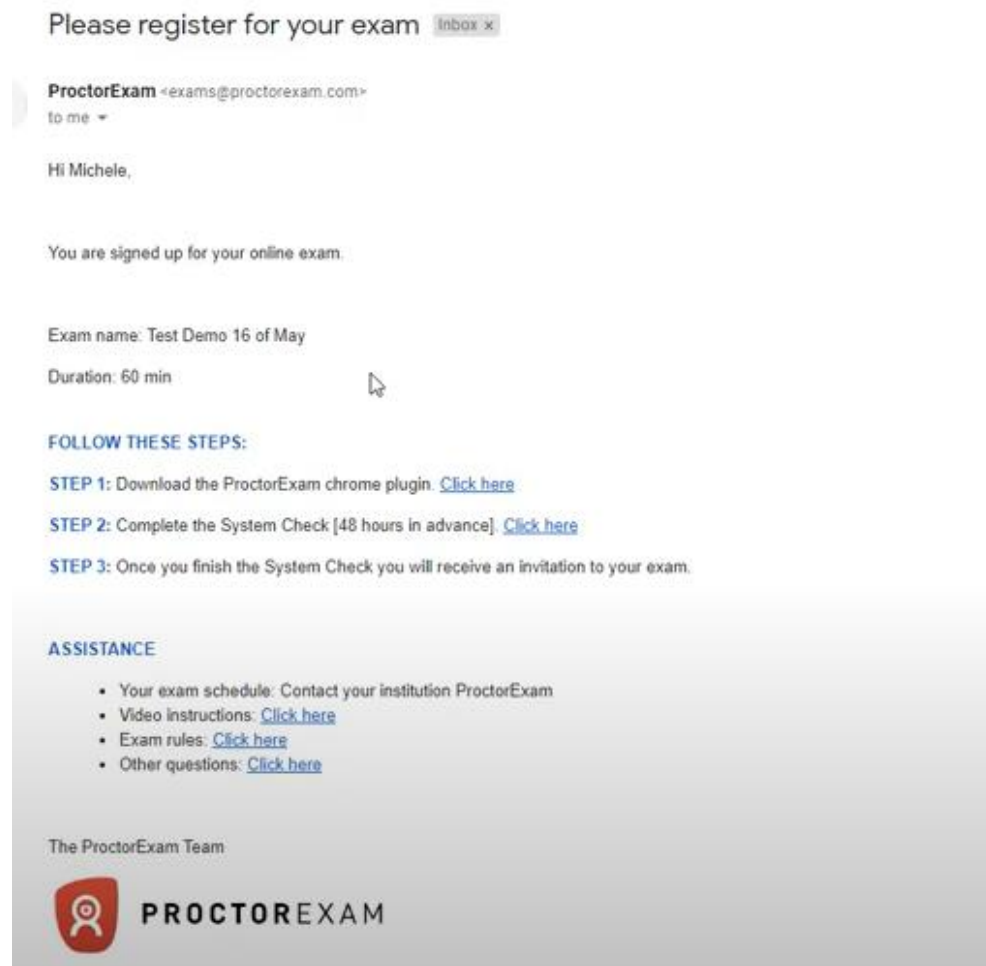 Please register for your exam Inbox x
ProctorExam <exams@proctorexam.com>
to me
Hi Michele,
You are signed up for your online exam.
Exam name: Test Demo 16 of May
Duration: 60 min
FOLLOW THESE STEPS:
STEP 1: Download the ProctorExam chrome plugin. Click here
STEP 2: Complete the System Check [48 hours in advance]. Click here
STEP 3: Once you finish the System Check you will receive an invitation to your exam.
ASSISTANCE
• Your exam schedule: Contact your institution ProctorExam
• Video instructions: Click here
• Exam rules: Click here
• Other questions: Click here
The ProctorExam Team
PROCTOREXAM